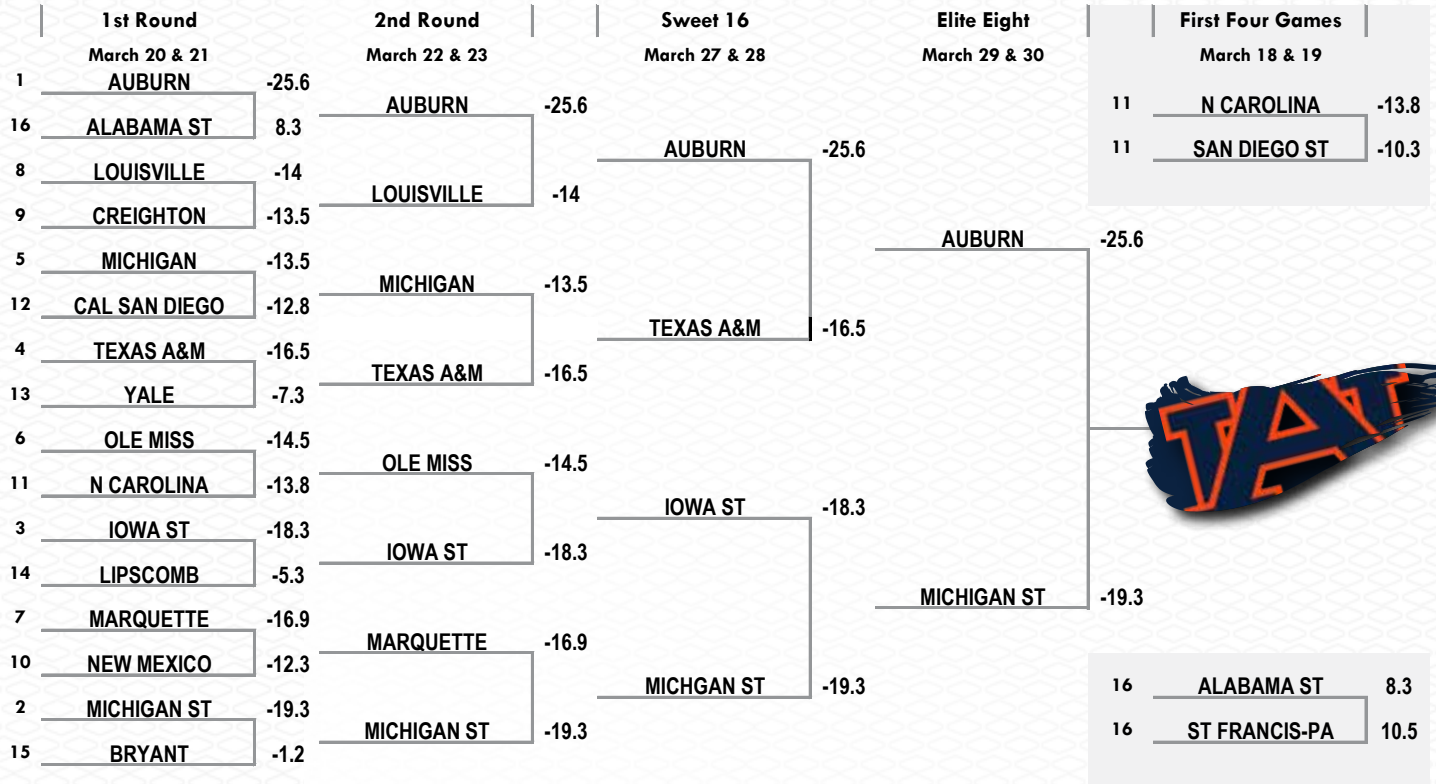 1st Round 2nd Round Sweet 16 Elite Eight First Four Games
March 20 & 21 March 22 & 23 March 27 & 28 March 29 & 30 March 18 & 19
1 AUBURN -25.6
16 ALABAMA ST 8.3
8 LOUISVILLE -14
9 CREIGHTON -13.5
5 MICHIGAN -13.5
12 CAL SAN DIEGO -12.8
4 TEXAS A&M -16.5
13 YALE -7.3
6 OLE MISS -14.5
11 N CAROLINA -13.8
3 IOWA ST -18.3
14 LIPSCOMB -5.3
7 MARQUETTE -16.9
10 NEW MEXICO -12.3
2 MICHIGAN ST -19.3
15 BRYANT -1.2
AUBURN -25.6
LOUISVILLE -14
MICHIGAN -13.5
TEXAS A&M -16.5
OLE MISS -14.5
IOWA ST -18.3
MARQUETTE -16.9
MICHIGAN ST -19.3
AUBURN -25.6
TEXAS A&M -16.5
IOWA ST -18.3
MICHGAN ST -19.3
AUBURN -25.6
MICHIGAN ST -19.3
11 N CAROLINA -13.8
11 SAN DIEGO ST -10.3
AU
16 ALABAMA ST 8.3
16 ST FRANCIS-PA 10.5